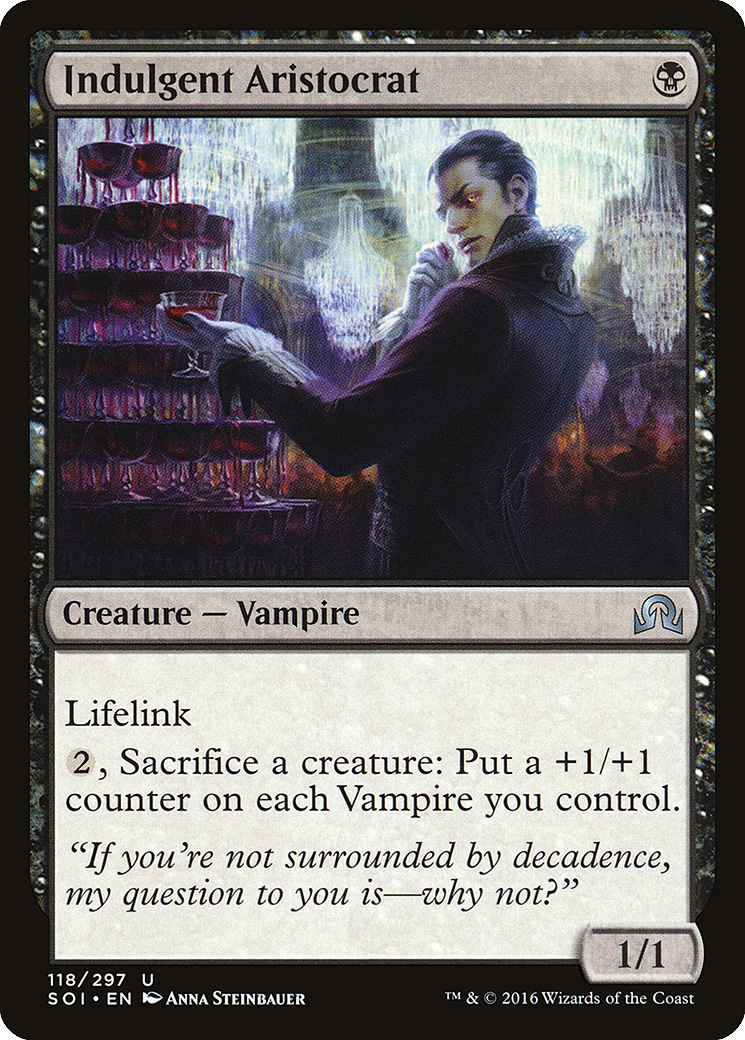 Indulgent Aristocrat
Creature — Vampire
Lifelink
2, Sacrifice a creature: Put a +1/+1
counter on each Vampire you control.
“If you’re not surrounded by decadence,
my question to you is—why not?”
1/1
118/297 U
SOI • EN Anna Steinbauer
™ & © 2016 Wizards of the Coast